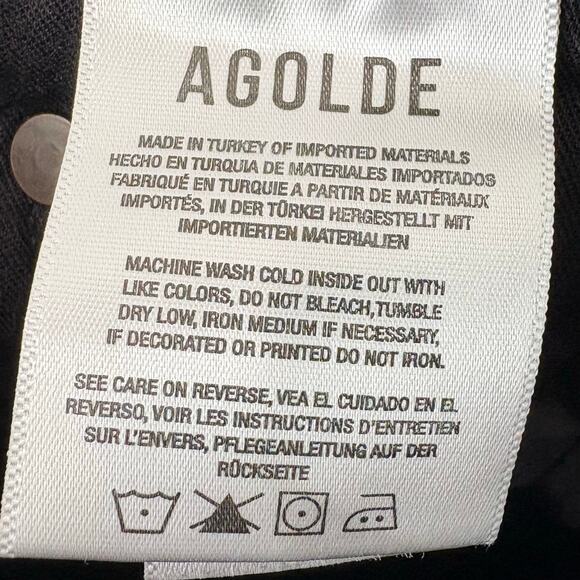 AGOLDE
MADE IN TURKEY OF IMPORTED MATERIALS
HECHO EN TURQUIA DE MATERIALES IMPORTADOS
FABRIQUÉ EN TURQUIE A PARTIR DE MATÉRIAUX
IMPORTÉS, IN DER TÜRKEI HERGESTELLT MIT
IMPORTIERTEN MATERIALIEN
MACHINE WASH COLD INSIDE OUT WITH
LIKE COLORS, DO NOT BLEACH,TUMBLE
DRY LOW, IRON MEDIUM IF NECESSARY,
IF DECORATED OR PRINTED DO NOT IRON.
SEE CARE ON REVERSE, VEA EL CUIDADO EN EL
REVERSO, VOIR LES INSTRUCTIONS D'ENTRETIEN
SUR L'ENVERS, PFLEGEANLEITUNG AUF DER
RÜCKSEITE